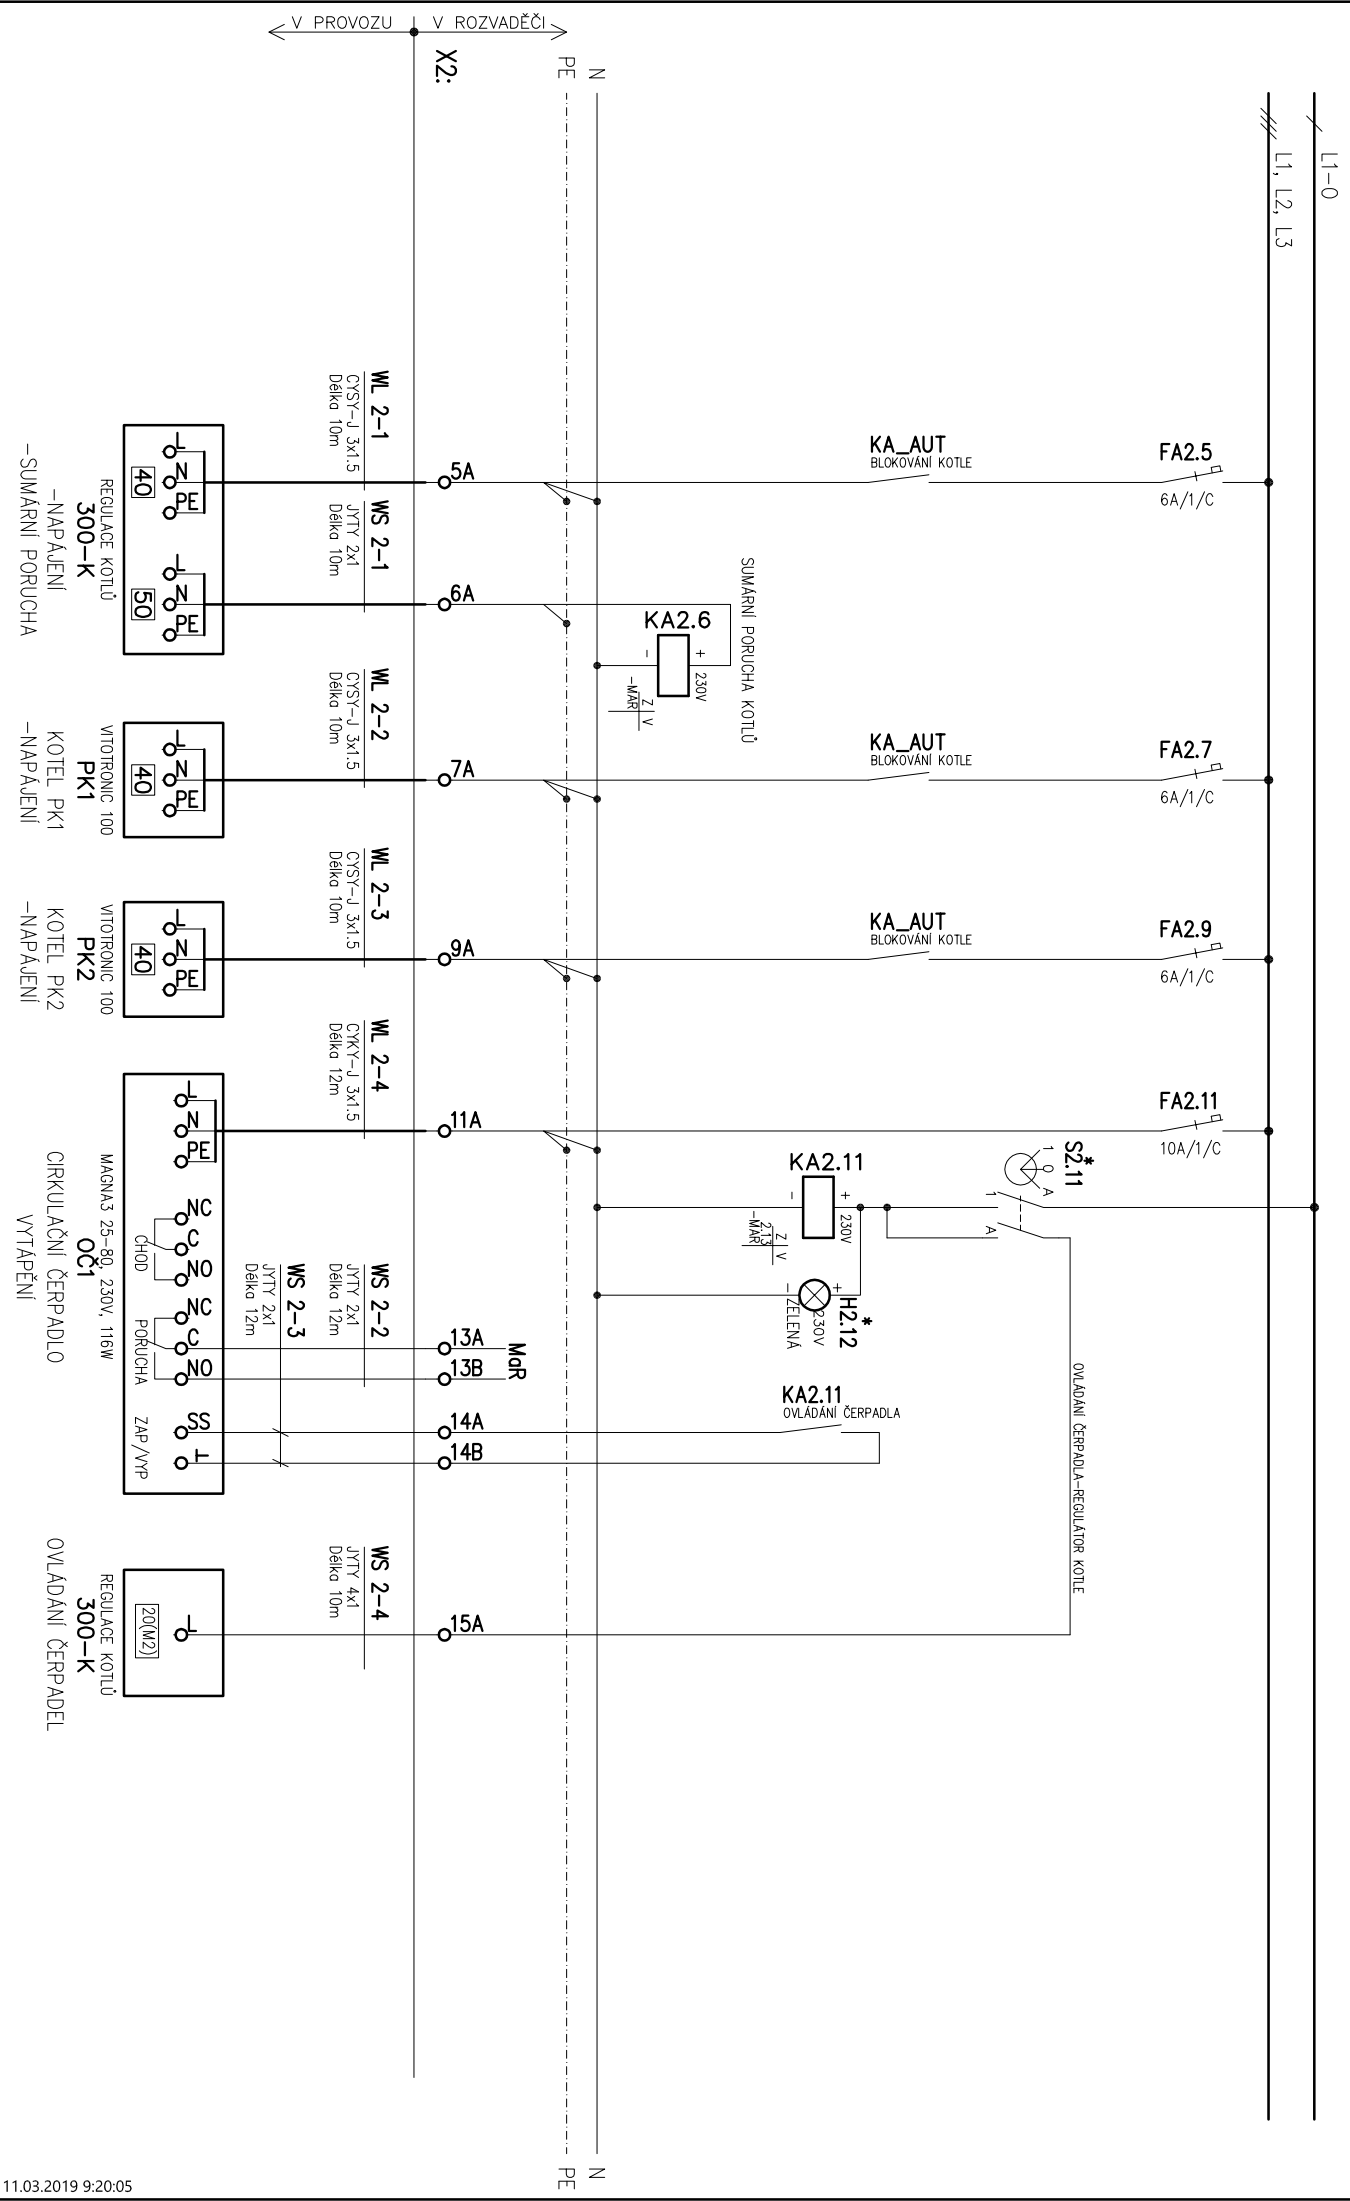 L1-0
L1, L2, L3
N
PE
V PROVOZU
V ROZVADĚČI
X2:
FA2.5
6A/1/C
FA2.7
6A/1/C
FA2.9
6A/1/C
FA2.11
10A/1/C
S2.11
*
1 0 A
1
A
KA_AUT
BLOKOVÁNÍ KOTLE
KA_AUT
BLOKOVÁNÍ KOTLE
KA_AUT
BLOKOVÁNÍ KOTLE
SUMÁRNÍ PORUCHA KOTLŮ
KA2.6
+
230V
-
Z V
-MAR
KA2.11
+
230V
-
Z V
2.13
-MAR
H2.12
*
+
230V
-
ZELENÁ
OVLÁDÁNÍ ČERPADLA-REGULÁTOR KOTLE
KA2.11
OVLÁDÁNÍ ČERPADLA
MaR
5A
6A
7A
9A
11A
13A
13B
14A
14B
15A
WL 2-1
CYSY-J 3x1.5
Délka 10m
WS 2-1
JYTY 2x1
Délka 10m
WL 2-2
CYSY-J 3x1.5
Délka 10m
WL 2-3
CYSY-J 3x1.5
Délka 10m
WL 2-4
CYKY-J 3x1.5
Délka 12m
WS 2-2
JYTY 2x1
Délka 12m
WS 2-3
JYTY 2x1
Délka 12m
WS 2-4
JYTY 4x1
Délka 10m
L
N
PE
40
L
N
PE
50
REGULACE KOTLŮ
300-K
-NAPÁJENÍ
-SUMÁRNÍ PORUCHA
L
N
PE
40
VITOTRONIC 100
PK1
KOTEL PK1
-NAPÁJENÍ
L
N
PE
40
VITOTRONIC 100
PK2
KOTEL PK2
-NAPÁJENÍ
L
N
PE
NC
C
NO
CHOD
NC
C
NO
PORUCHA
SS
ZAP/VYP
MAGNA3 25-80, 230V, 116W
OČ1
CIRKULAČNÍ ČERPADLO
VYTÁPĚNÍ
L
20(M2)
REGULACE KOTLŮ
300-K
OVLÁDÁNÍ ČERPADEL
N
PE
11.03.2019 9:20:05